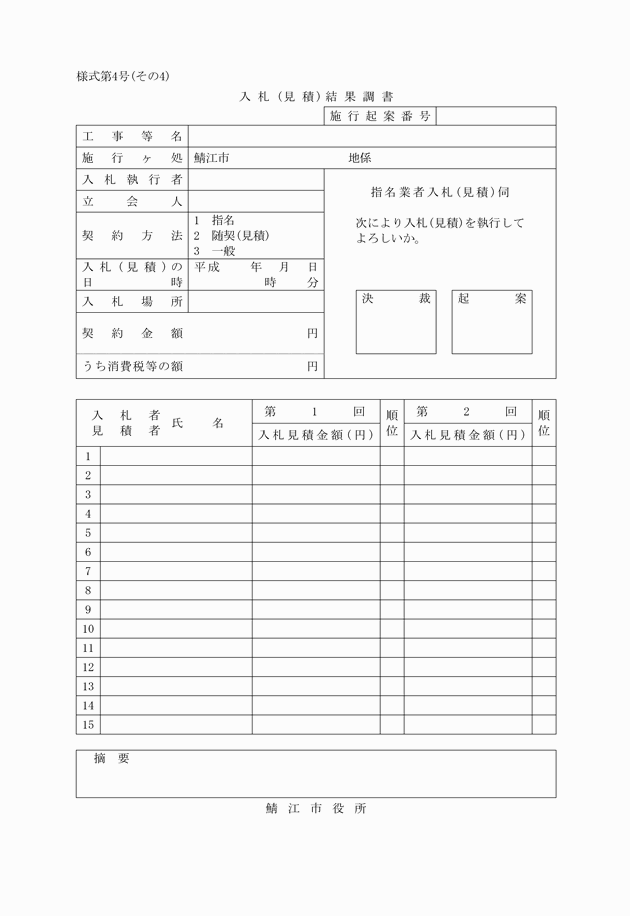 様式第4号(その4)
入札(見積)結果調書
施行起案番号
工事等名
施行ヶ処 鯖江市 地係
入札執行者
立会人
契約方法 1 指名
2 随契(見積)
3 一般
入札(見積)の 平成 年 月 日
日時 時 分
入札場所
契約金額 円
うち消費税等の額 円
指名業者入札(見積)伺
次により入札(見積)を執行して
よろしいか。
決裁 起案
入札者
見積者
氏名
第1回 順位 第2回 順位
入札見積金額(円) 入札見積金額(円)
1
2
3
4
5
6
7
8
9
10
11
12
13
14
15
摘要
鯖江市役所